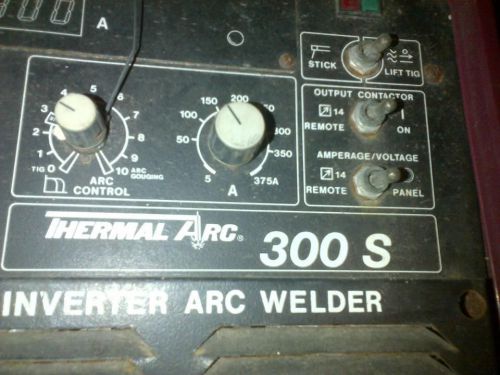 A
STICK
LIFT TIG
OUTPUT CONTACTOR
14
REMOTE
ON
AMPERAGE/VOLTAGE
14
REMOTE
PANEL
0
1
2
3
4
5
6
7
8
9
10
TIG
ARC GOUGING
ARC CONTROL
5
50
100
150
200
300
350
375A
A
THERMAL ARC®
300 S
INVERTER ARC WELDER